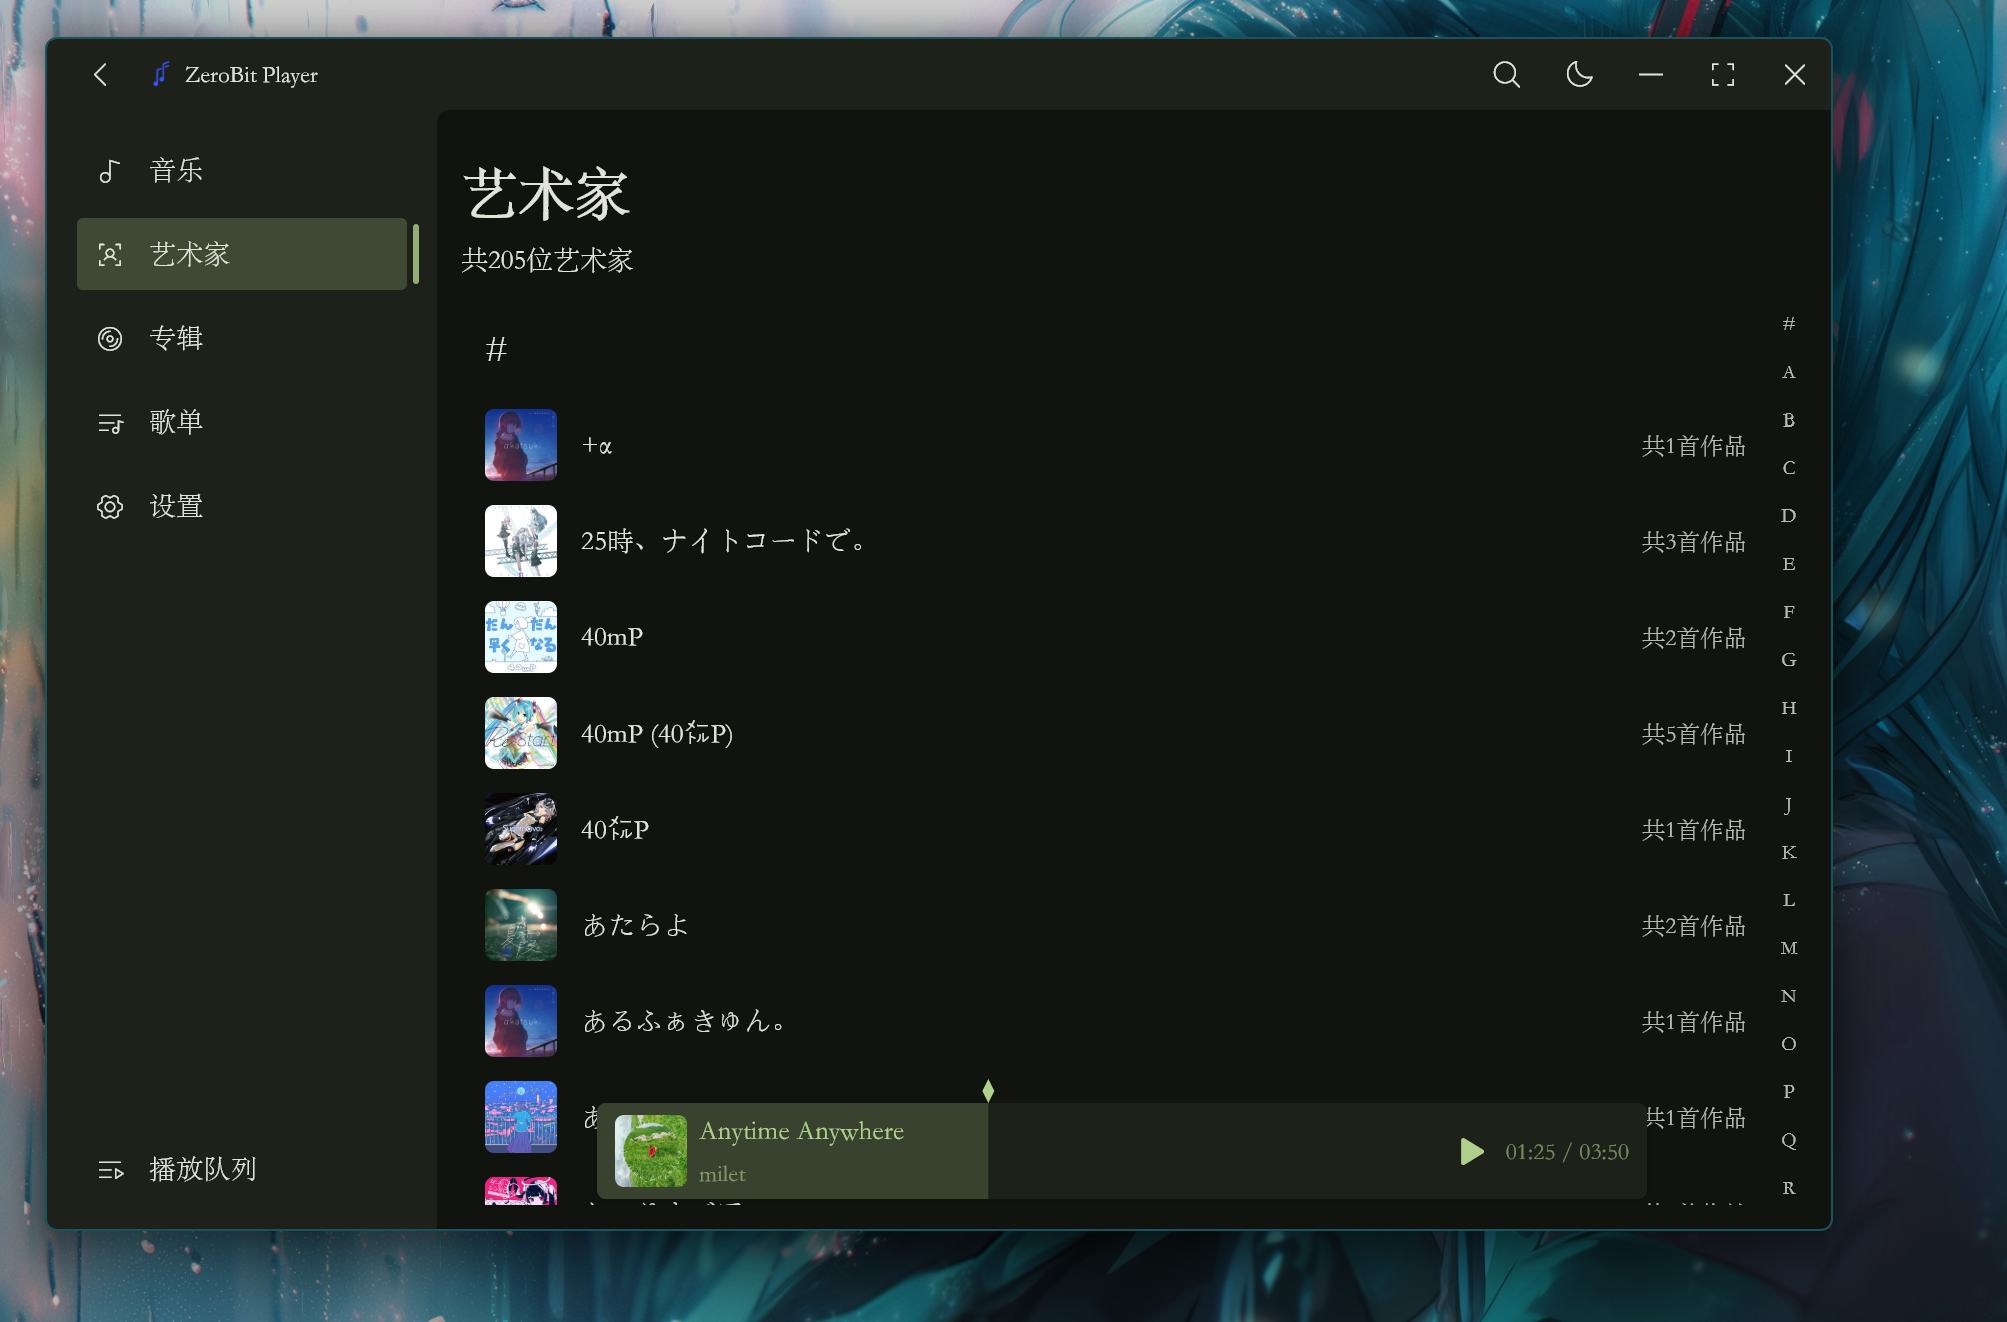 ZeroBit Player
音乐
艺术家
专辑
歌单
设置
播放队列
艺术家
共205位艺术家
#
+α
共1首作品
25時、ナイトコードで。
共3首作品
40mP
共2首作品
40mP (40㍍P)
共5首作品
40㍍P
共1首作品
あたらよ
共2首作品
あるふぁきゅん。
共1首作品
あ
共1首作品
Anytime Anywhere
milet
01:25 / 03:50
#
A
B
C
D
E
F
G
H
I
J
K
L
M
N
O
P
Q
R